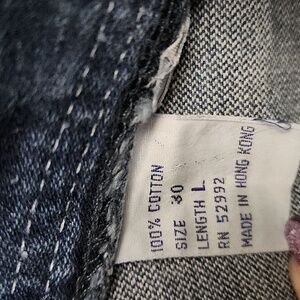 100% COTTON
SIZE 30
LENGTH L
RN 52992
MADE IN HONG KONG